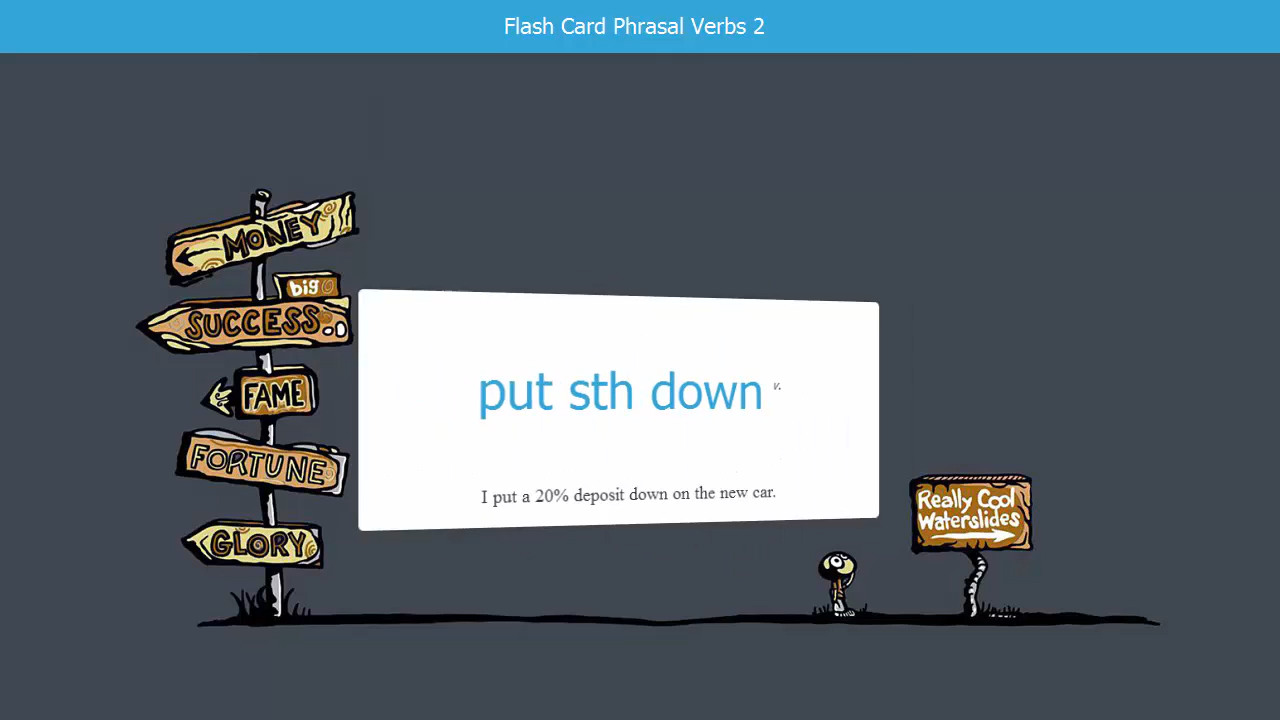 Flash Card Phrasal Verbs 2
MONEY
big
SUCCESS
FAME
FORTUNE
GLORY
put sth down v.
I put a 20% deposit down on the new car.
Really Cool
Waterslides